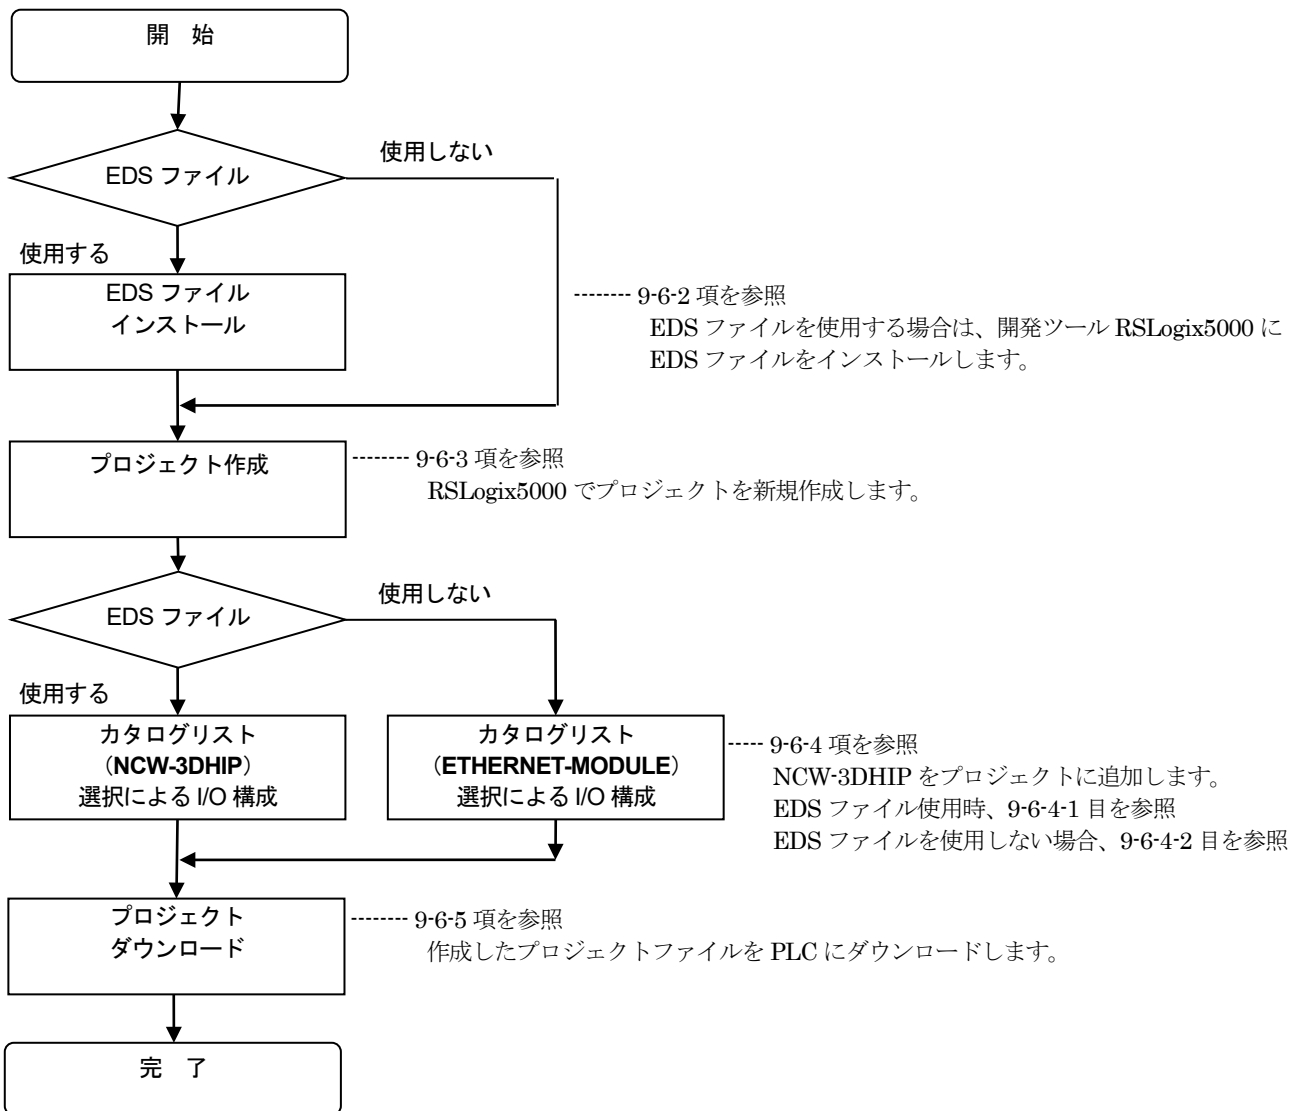 開 始
EDS ファイル
使用しない
使用する
EDS ファイル
インストール
-------- 9-6-2 項を参照
EDS ファイルを使用する場合は、開発ツール RSLogix5000 に
EDS ファイルをインストールします。
プロジェクト作成
-------- 9-6-3 項を参照
RSLogix5000 でプロジェクトを新規作成します。
EDS ファイル
使用しない
使用する
カタログリスト
（NCW-3DHIP）
選択による I/O 構成
カタログリスト
（ETHERNET-MODULE）
選択による I/O 構成
----- 9-6-4 項を参照
NCW-3DHIP をプロジェクトに追加します。
EDS ファイル使用時、9-6-4-1 目を参照
EDS ファイルを使用しない場合、9-6-4-2 目を参照
プロジェクト
ダウンロード
-------- 9-6-5 項を参照
作成したプロジェクトファイルを PLC にダウンロードします。
完 了